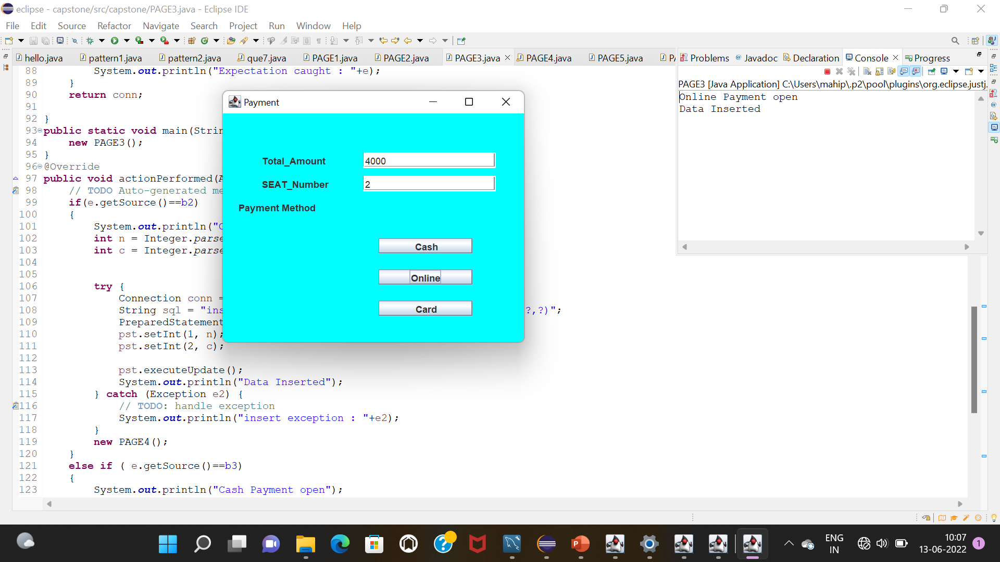 eclipse - capstone/src/capstone/PAGE3.java - Eclipse IDE
File Edit Source Refactor Navigate Search Project Run Window Help
hello.java pattern1.java pattern2.java que7.java PAGE1.java PAGE2.java PAGE3.java PAGE4.java PAGE5.java
Problems Javadoc Declaration Console Progress
PAGE3 [Java Application] C:\Users\mahip\.p2\pool\plugins\org.eclipse.justj.
Online Payment open
Data Inserted
88 System.out.println("Expectation caught : "+e);
89 }
90 return conn;
91
92 }
93 public static void main(Strin
94 new PAGE3();
95 }
96 @Override
97 public void actionPerformed(A
98 // TODO Auto-generated me
99 if(e.getSource()==b2)
100 {
101 System.out.println("O
102 int n = Integer.parse
103 int c = Integer.parse
104
105
106 try {
107 Connection conn =
108 String sql = "ins ?,?)";
109 PreparedStatement
110 pst.setInt(1, n);
111 pst.setInt(2, c);
112
113 pst.executeUpdate();
114 System.out.println("Data Inserted");
115 } catch (Exception e2) {
116 // TODO: handle exception
117 System.out.println("insert exception : "+e2);
118 }
119 new PAGE4();
120 }
121 else if ( e.getSource()==b3)
122 {
123 System.out.println("Cash Payment open");
Payment
Total_Amount 4000
SEAT_Number 2
Payment Method
Cash
Online
Card
ENG
IN
10:07
13-06-2022
1